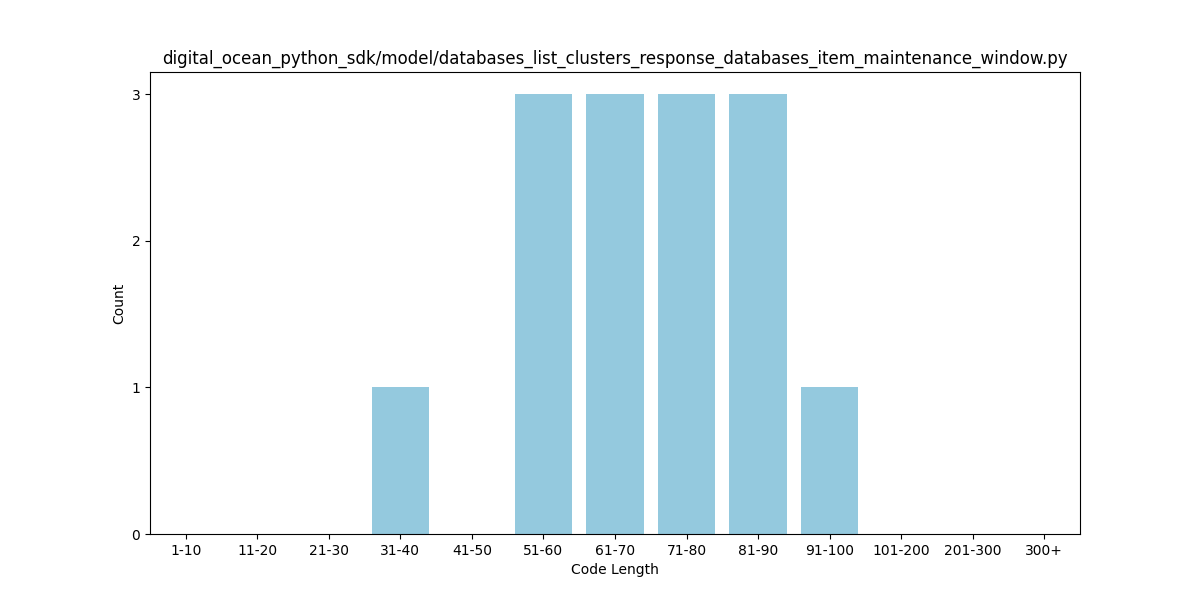 digital_ocean_python_sdk/model/databases_list_clusters_response_databases_item_maintenance_window.py
3
2
1
0
Count
1-10 11-20 21-30 31-40 41-50 51-60 61-70 71-80 81-90 91-100 101-200 201-300 300+
Code Length